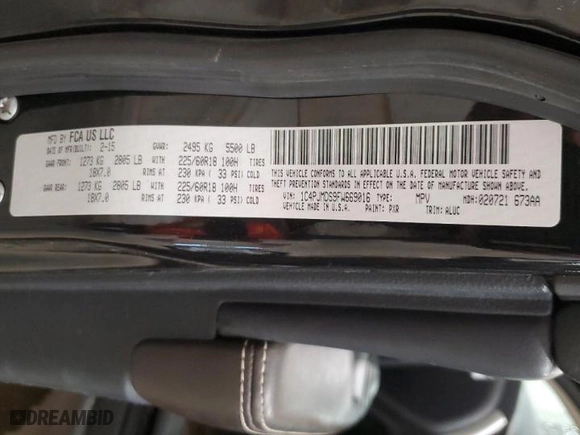 MFD BY FCA US LLC
DATE OF MFR(BUILT): 2-15 GVWR: 2495 KG 5500 LB
GAWR FRONT: 1273 KG 2805 LB WITH 225/60R18 100H TIRES
18X7.0 RIMS AT 230 KPA ( 33 PSI) COLD
GAWR REAR: 1273 KG 2805 LB WITH 225/60R18 100H TIRES
18X7.0 RIMS AT 230 KPA ( 33 PSI) COLD
THIS VEHICLE CONFORMS TO ALL APPLICABLE U.S.A. FEDERAL MOTOR VEHICLE SAFETY, BUMPER
AND THEFT PREVENTION STANDARDS IN EFFECT ON THE DATE OF MANUFACTURE SHOWN ABOVE.
VIN: 1C4PJMDS9FW669016 TYPE: MPV MDH:020721 673AA
VEHICLE MADE IN U.S.A. PAINT: PXR TRIM: ALUC
DREAMBID